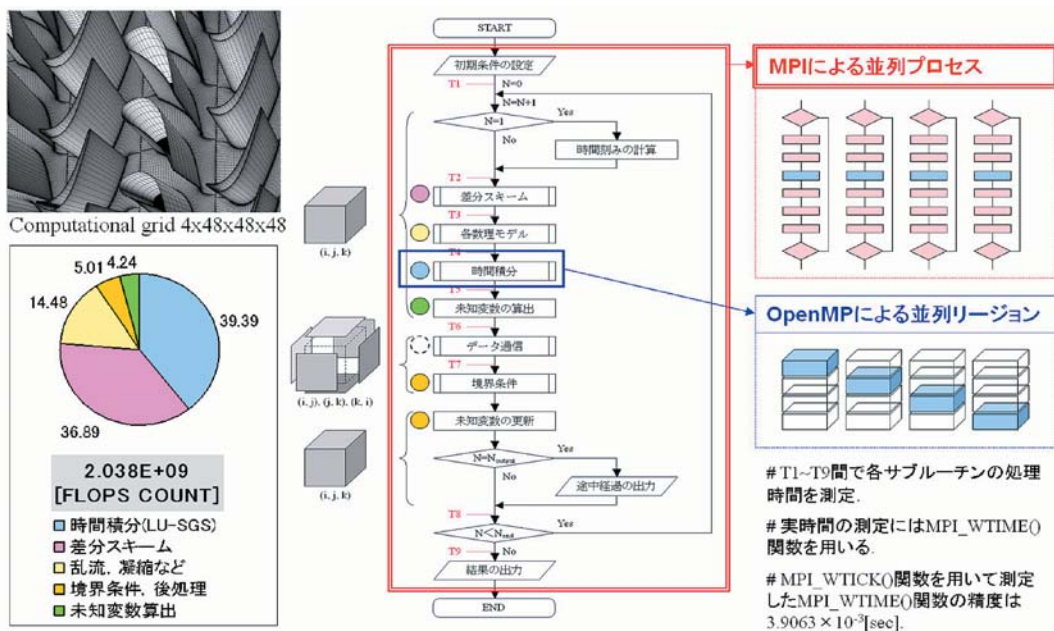 Computational grid 4x48x48x48
5.01
4.24
14.48
39.39
36.89
2.038E+09
[FLOPS COUNT]
時間積分(LU-SGS)
差分スキーム
乱流, 凝縮など
境界条件, 後処理
未知変数算出
(i, j, k)
(i, j), (j, k), (k, i)
(i, j, k)
START
初期条件の設定
T1
N=0
N=N+1
N=1
Yes
No
時間刻みの計算
T2
差分スキーム
T3
各数理モデル
T4
時間積分
T5
未知変数の算出
T6
データ通信
T7
境界条件
未知変数の更新
N=Noutput
Yes
No
途中経過の出力
T8
N<Nend
Yes
T9
No
結果の出力
END
MPIによる並列プロセス
OpenMPによる並列リージョン
# T1~T9間で各サブルーチンの処理
時間を測定.
# 実時間の測定にはMPI_WTIME()
関数を用いる.
# MPI_WTICK()関数を用いて測定
したMPI_WTIME()関数の精度は
3.9063×10⁻³[sec].